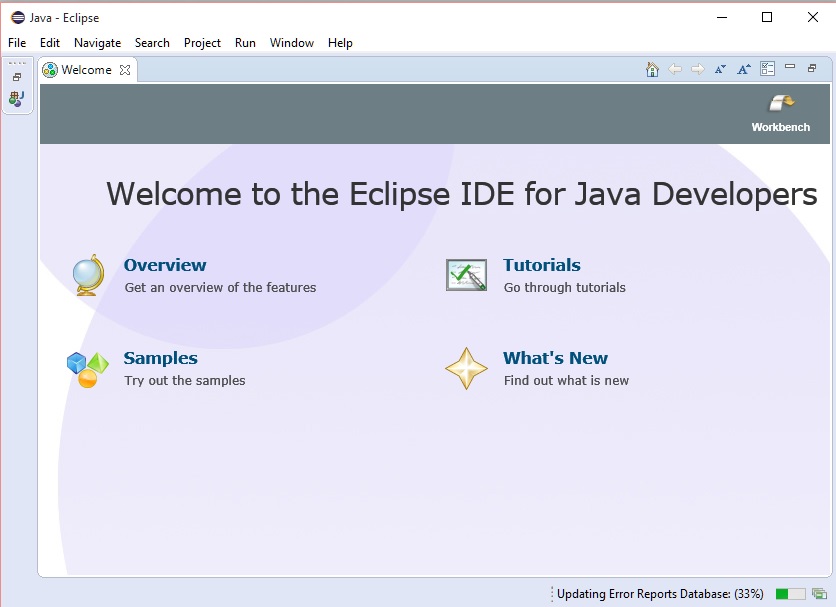 Java - Eclipse
File Edit Navigate Search Project Run Window Help
Welcome
Workbench
Welcome to the Eclipse IDE for Java Developers
Overview
Get an overview of the features
Tutorials
Go through tutorials
Samples
Try out the samples
What's New
Find out what is new
Updating Error Reports Database: (33%)